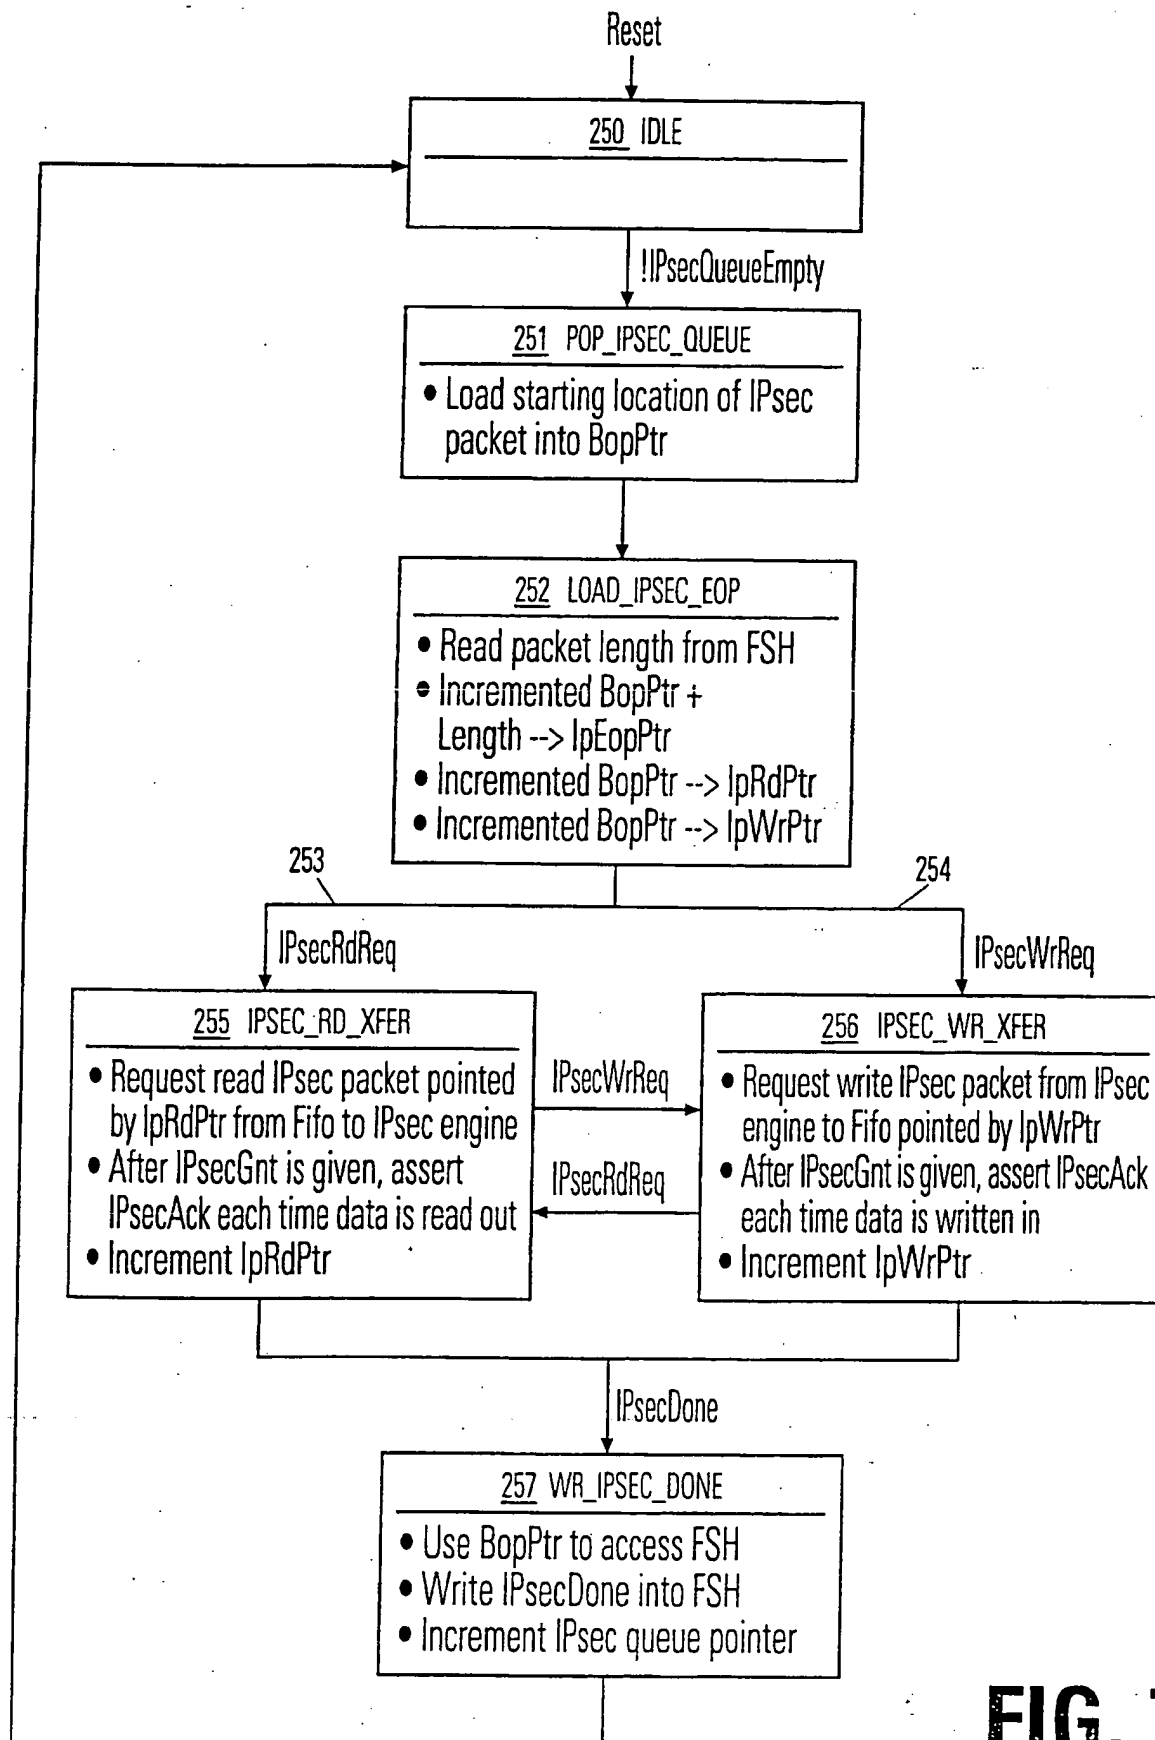 Reset
250 IDLE
!IPsecQueueEmpty
251 POP_IPSEC_QUEUE
• Load starting location of IPsec
packet into BopPtr
252 LOAD_IPSEC_EOP
• Read packet length from FSH
• Incremented BopPtr +
Length --> IpEopPtr
• Incremented BopPtr --> IpRdPtr
• Incremented BopPtr --> IpWrPtr
253
254
IPsecRdReq
IPsecWrReq
255 IPSEC_RD_XFER
• Request read IPsec packet pointed
by IpRdPtr from Fifo to IPsec engine
• After IPsecGnt is given, assert
IPsecAck each time data is read out
• Increment IpRdPtr
IPsecWrReq
IPsecRdReq
256 IPSEC_WR_XFER
• Request write IPsec packet from IPsec
engine to Fifo pointed by IpWrPtr
• After IPsecGnt is given, assert IPsecAck
each time data is written in
• Increment IpWrPtr
IPsecDone
257 WR_IPSEC_DONE
• Use BopPtr to access FSH
• Write IPsecDone into FSH
• Increment IPsec queue pointer
FIG.